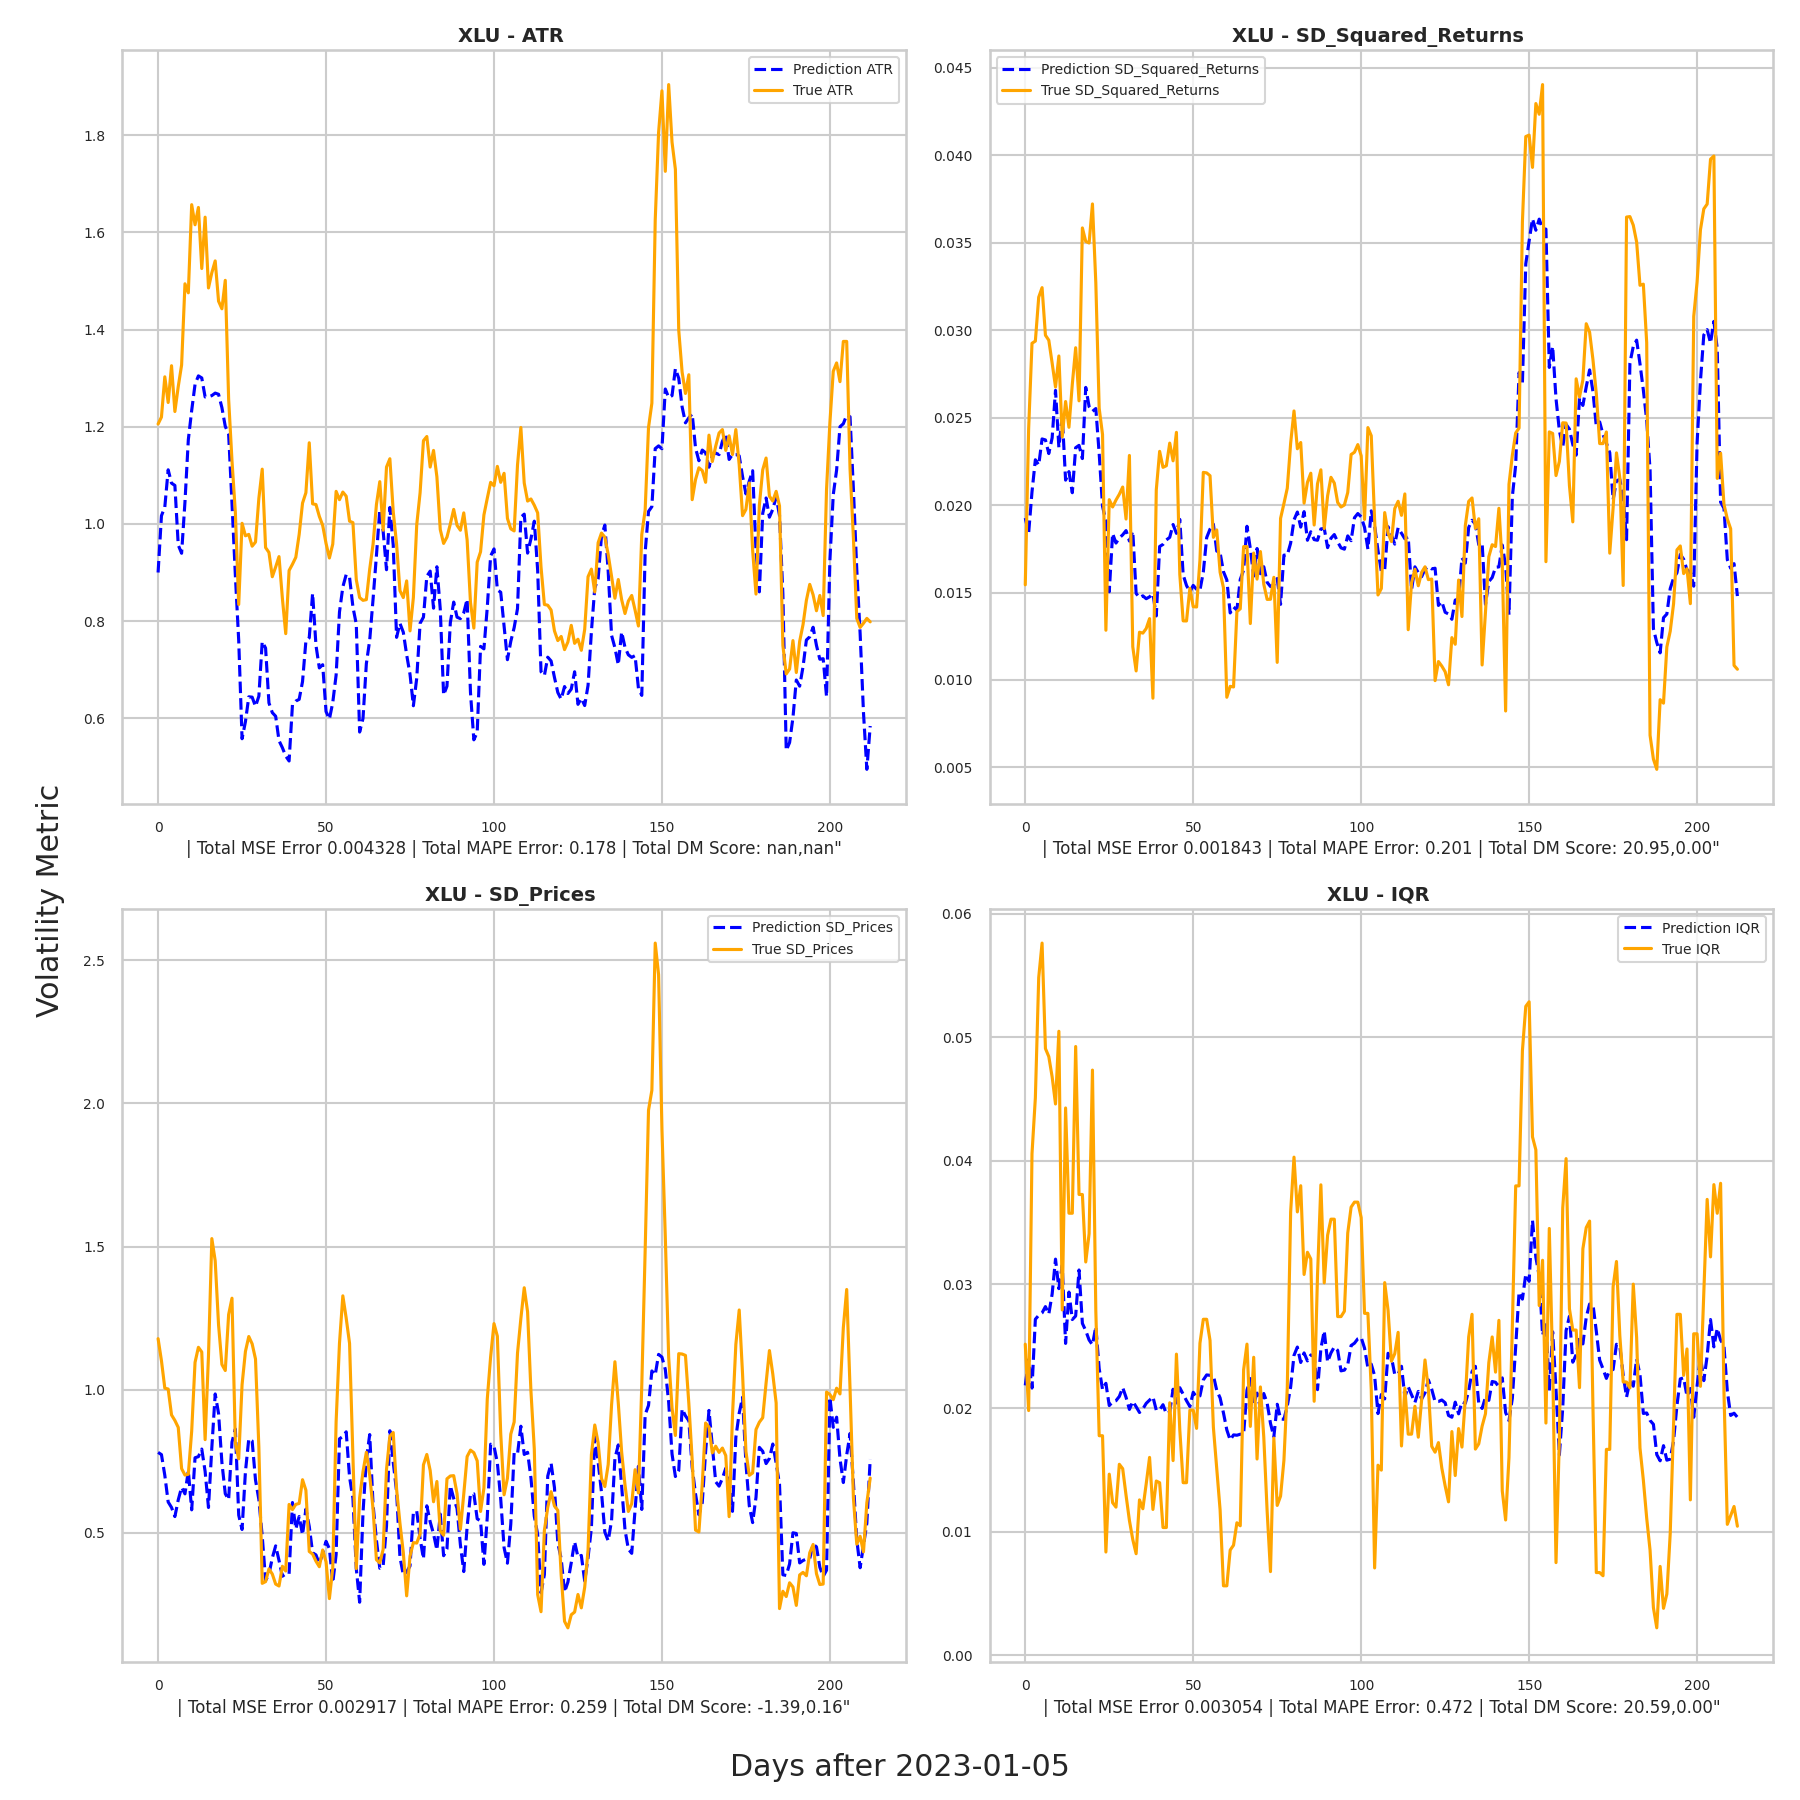 XLU - ATR
Prediction ATR
True ATR
1.8
1.6
1.4
1.2
1.0
0.8
0.6
0
50
100
150
200
| Total MSE Error 0.004328 | Total MAPE Error: 0.178 | Total DM Score: nan,nan"
XLU - SD_Squared_Returns
Prediction SD_Squared_Returns
True SD_Squared_Returns
0.045
0.040
0.035
0.030
0.025
0.020
0.015
0.010
0.005
0
50
100
150
200
| Total MSE Error 0.001843 | Total MAPE Error: 0.201 | Total DM Score: 20.95,0.00"
Volatility Metric
XLU - SD_Prices
Prediction SD_Prices
True SD_Prices
2.5
2.0
1.5
1.0
0.5
0
50
100
150
200
| Total MSE Error 0.002917 | Total MAPE Error: 0.259 | Total DM Score: -1.39,0.16"
XLU - IQR
Prediction IQR
True IQR
0.06
0.05
0.04
0.03
0.02
0.01
0.00
0
50
100
150
200
| Total MSE Error 0.003054 | Total MAPE Error: 0.472 | Total DM Score: 20.59,0.00"
Days after 2023-01-05